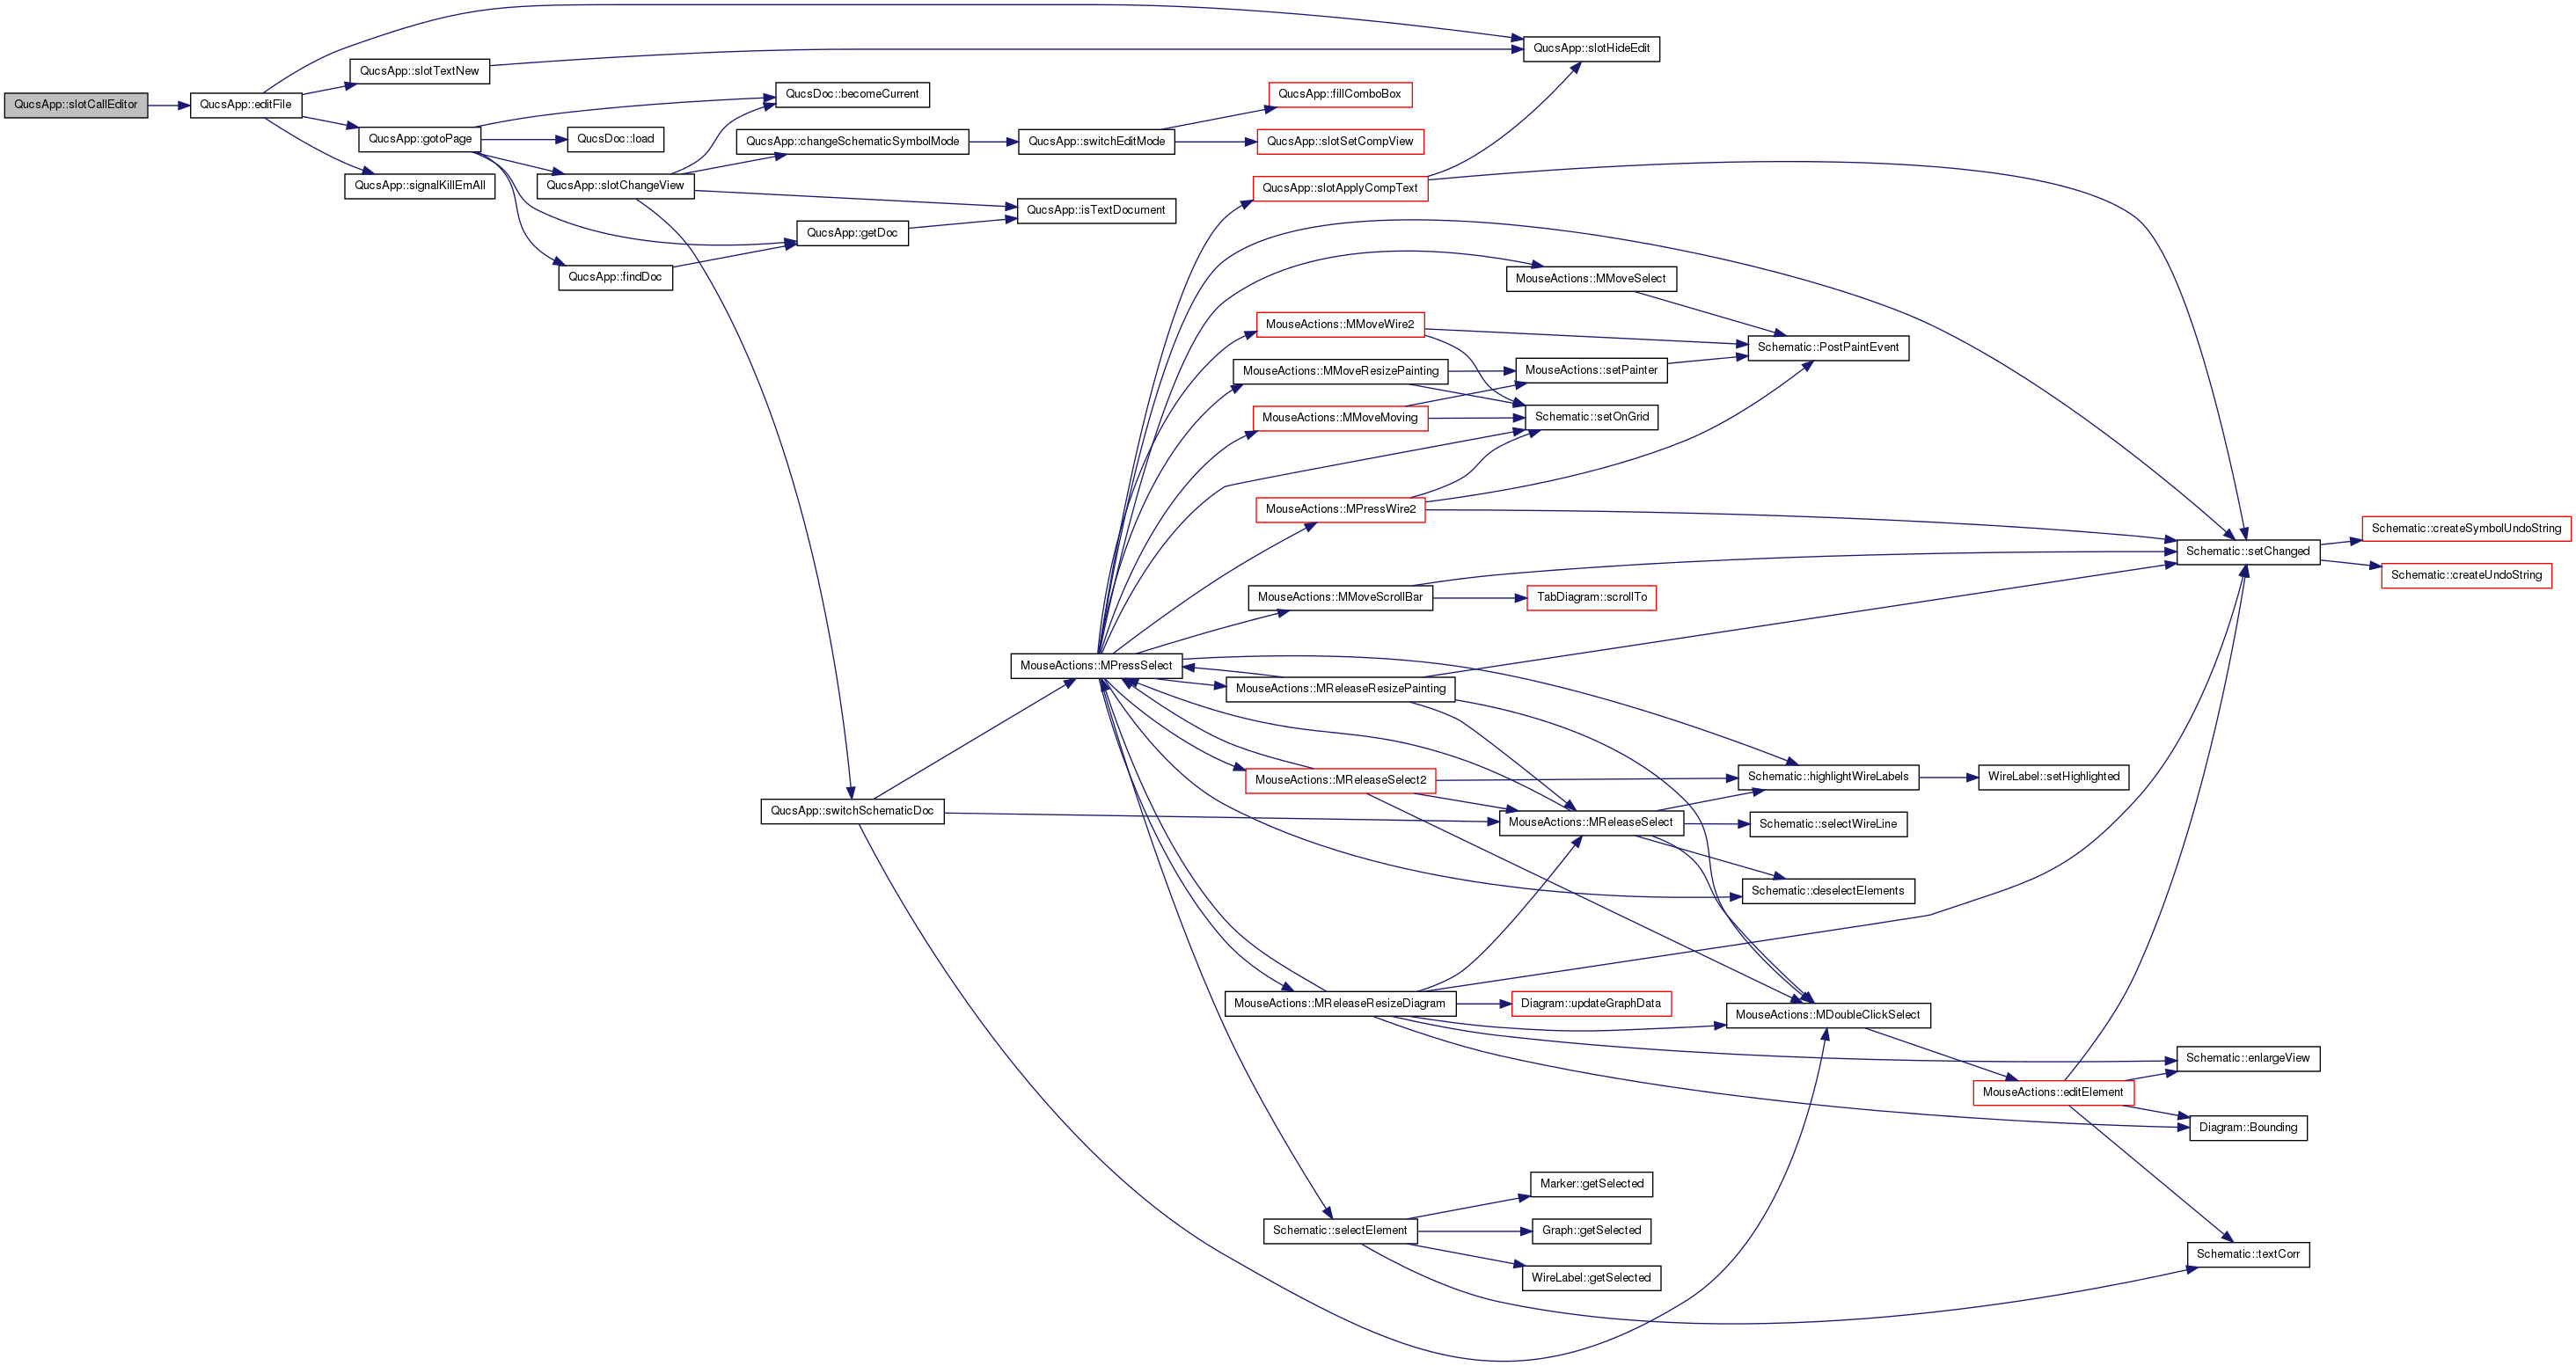 QucsApp::slotCallEditor
QucsApp::editFile
QucsApp::slotTextNew
QucsApp::gotoPage
QucsApp::signalKillEmAll
QucsDoc::load
QucsApp::slotChangeView
QucsApp::findDoc
QucsDoc::becomeCurrent
QucsApp::changeSchematicSymbolMode
QucsApp::getDoc
QucsApp::switchSchematicDoc
QucsApp::switchEditMode
QucsApp::isTextDocument
MouseActions::MPressSelect
QucsApp::fillComboBox
QucsApp::slotSetCompView
QucsApp::slotApplyCompText
MouseActions::MMoveWire2
MouseActions::MMoveResizePainting
MouseActions::MMoveMoving
MouseActions::MPressWire2
MouseActions::MMoveScrollBar
MouseActions::MReleaseResizePainting
MouseActions::MReleaseSelect2
MouseActions::MReleaseResizeDiagram
Schematic::selectElement
QucsApp::slotHideEdit
MouseActions::MMoveSelect
MouseActions::setPainter
Schematic::setOnGrid
TabDiagram::scrollTo
MouseActions::MReleaseSelect
Diagram::updateGraphData
Marker::getSelected
Graph::getSelected
WireLabel::getSelected
Schematic::PostPaintEvent
Schematic::highlightWireLabels
Schematic::selectWireLine
Schematic::deselectElements
MouseActions::MDoubleClickSelect
WireLabel::setHighlighted
MouseActions::editElement
Schematic::setChanged
Schematic::enlargeView
Diagram::Bounding
Schematic::textCorr
Schematic::createSymbolUndoString
Schematic::createUndoString